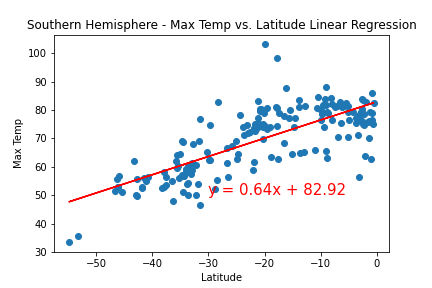 Southern Hemisphere - Max Temp vs. Latitude Linear Regression
Max Temp
100
90
80
70
60
50
40
30
y = 0.64x + 82.92
−50 −40 −30 −20 −10 0
Latitude